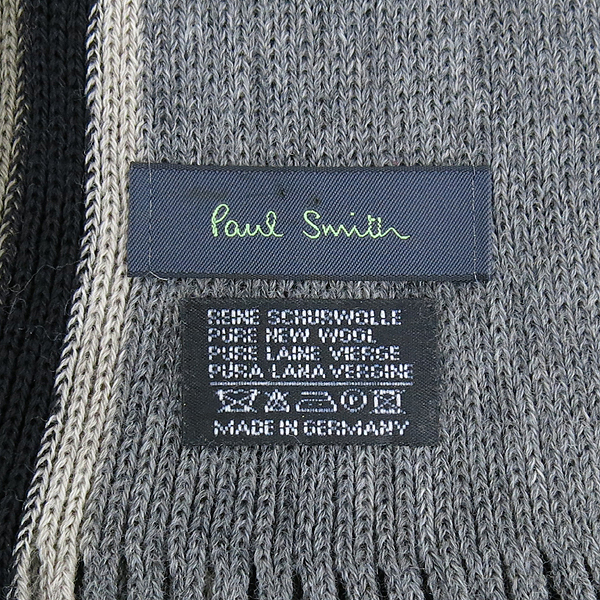 Paul Smith
REINE SCHURWOLLE
PURE NEW WOOL
PURE LAINE VIERGE
PURA LANA VERGINE
MADE IN GERMANY